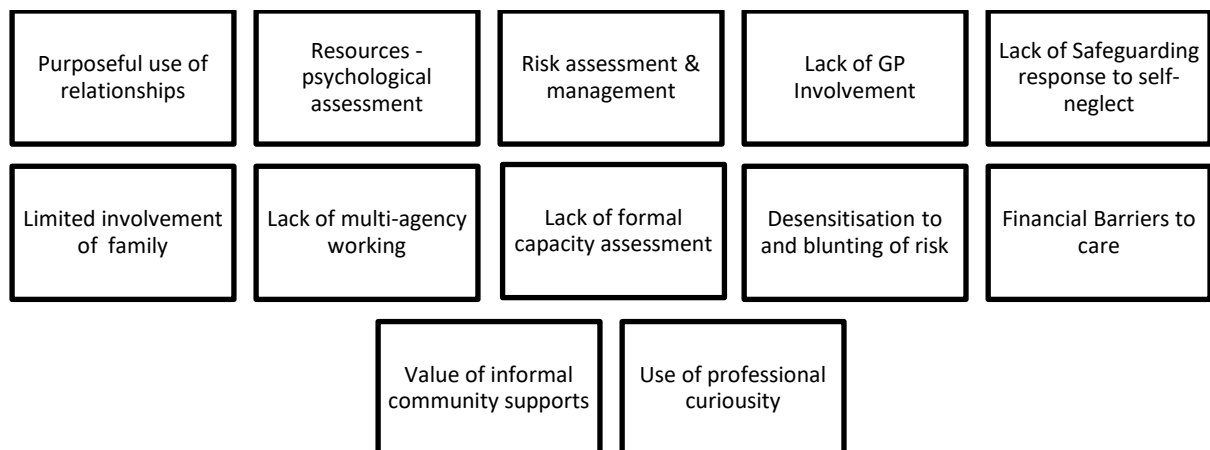 Purposeful use of
relationships
Resources -
psychological
assessment
Risk assessment &
management
Lack of GP
Involvement
Lack of Safeguarding
response to self-
neglect
Limited involvement
of family
Lack of multi-agency
working
Lack of formal
capacity assessment
Desensitisation to
and blunting of risk
Financial Barriers to
care
Value of informal
community supports
Use of professional
curiousity